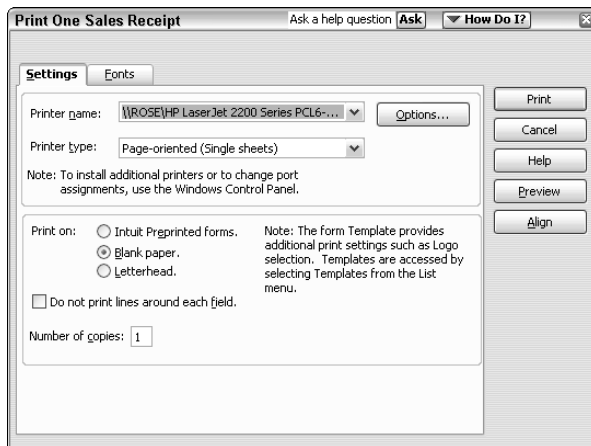 Print One Sales Receipt
Ask a help question Ask How Do I?
Settings Fonts
Printer name: \\ROSE\HP LaserJet 2200 Series PCL6-... Options...
Printer type: Page-oriented (Single sheets)
Note: To install additional printers or to change port
assignments, use the Windows Control Panel.
Print on: Intuit Preprinted forms.
Blank paper.
Letterhead.
Note: The form Template provides
additional print settings such as Logo
selection. Templates are accessed by
selecting Templates from the List
menu.
Do not print lines around each field.
Number of copies: 1
Print
Cancel
Help
Preview
Align